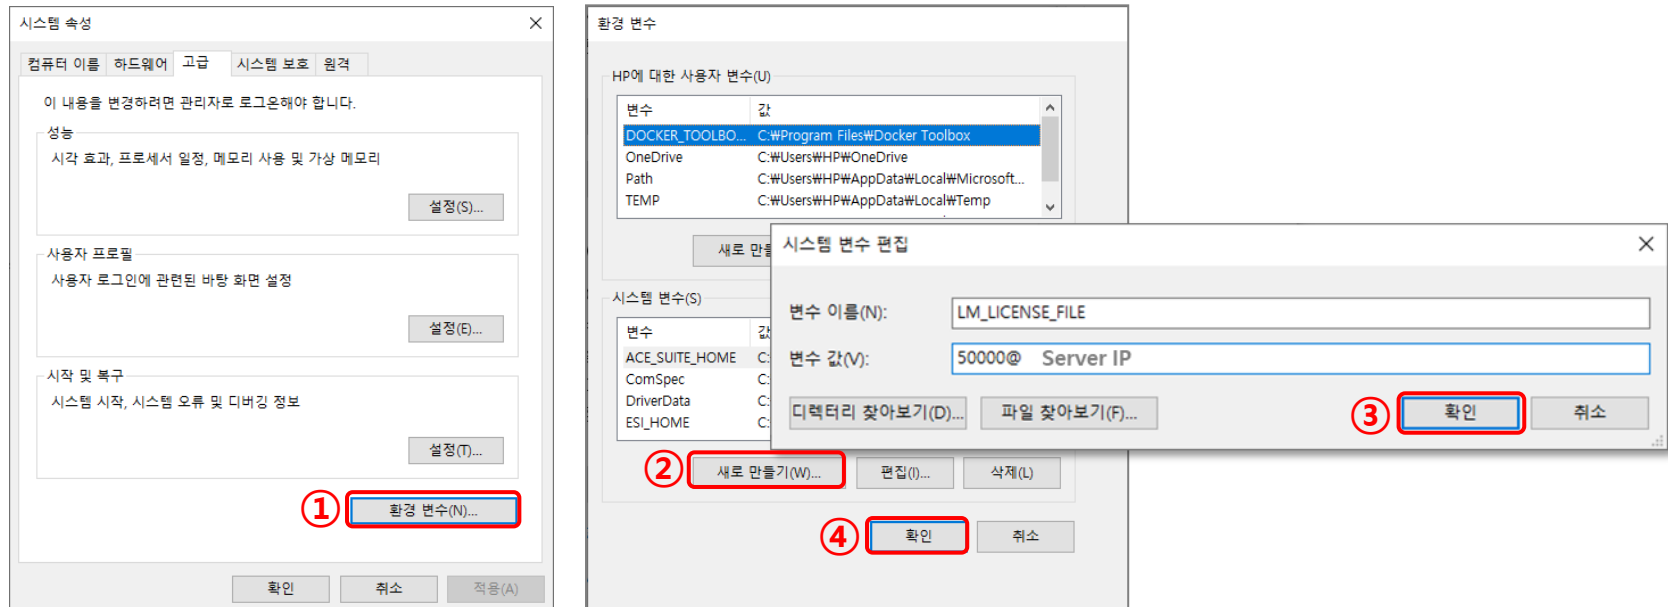 시스템 속성
컴퓨터 이름 하드웨어 고급 시스템 보호 원격
이 내용을 변경하려면 관리자로 로그온해야 합니다.
성능
시각 효과, 프로세서 일정, 메모리 사용 및 가상 메모리
설정(S)...
사용자 프로필
사용자 로그인에 관련된 바탕 화면 설정
설정(E)...
시작 및 복구
시스템 시작, 시스템 오류 및 디버깅 정보
설정(T)...
① 환경 변수(N)...
확인 취소 적용(A)
환경 변수
HP에 대한 사용자 변수(U)
변수 값
DOCKER_TOOLBO... C:₩Program Files₩Docker Toolbox
OneDrive C:₩Users₩HP₩OneDrive
Path C:₩Users₩HP₩AppData₩Local₩Microsoft...
TEMP C:₩Users₩HP₩AppData₩Local₩Temp
새로 만들
시스템 변수(S)
변수 값
ACE_SUITE_HOME C:
ComSpec C:
DriverData C:
ESI_HOME C:
② 새로 만들기(W)... 편집(I)... 삭제(L)
④ 확인 취소
시스템 변수 편집
변수 이름(N): LM_LICENSE_FILE
변수 값(V): 50000@ Server IP
디렉터리 찾아보기(D)... 파일 찾아보기(F)... ③ 확인 취소